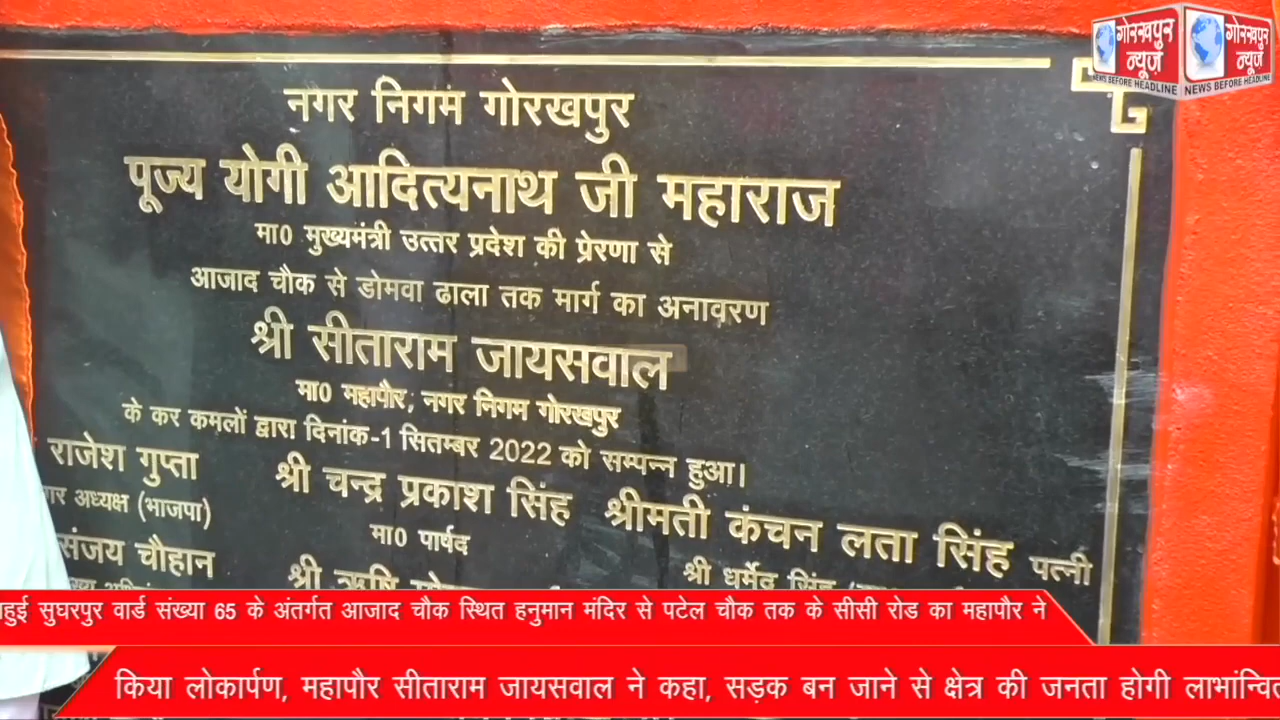 गोरखपुर न्यूज़
NEWS BEFORE HEADLINE
गोरखपुर न्यूज़
NEWS BEFORE HEADLINE
नगर निगम गोरखपुर
पूज्य योगी आदित्यनाथ जी महाराज
मा0 मुख्यमंत्री उत्तर प्रदेश की प्रेरणा से
आजाद चौक से डोमवा ढाला तक मार्ग का अनावरण
श्री सीताराम जायसवाल
मा0 महापौर, नगर निगम गोरखपुर
के कर कमलों द्वारा दिनांक-1 सितम्बर 2022 को सम्पन्न हुआ।
राजेश गुप्ता श्री चन्द्र प्रकाश सिंह श्रीमती कंचन लता सिंह पत्नी
अध्यक्ष (भाजपा) मा0 पार्षद श्री धर्मेंद्र सिंह
संजय चौहान श्री ऋषि
सुघरपुर वार्ड संख्या 65 के अंतर्गत आजाद चौक स्थित हनुमान मंदिर से पटेल चौक तक के सीसी रोड का महापौर ने
किया लोकार्पण, महापौर सीताराम जायसवाल ने कहा, सड़क बन जाने से क्षेत्र की जनता होगी